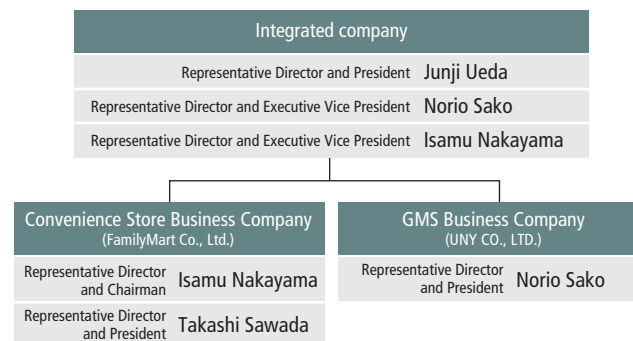 Integrated company
Representative Director and President Junji Ueda
Representative Director and Executive Vice President Norio Sako
Representative Director and Executive Vice President Isamu Nakayama
Convenience Store Business Company
(FamilyMart Co., Ltd.)
Representative Director
and Chairman Isamu Nakayama
Representative Director
and President Takashi Sawada
GMS Business Company
(UNY CO., LTD.)
Representative Director
and President Norio Sako